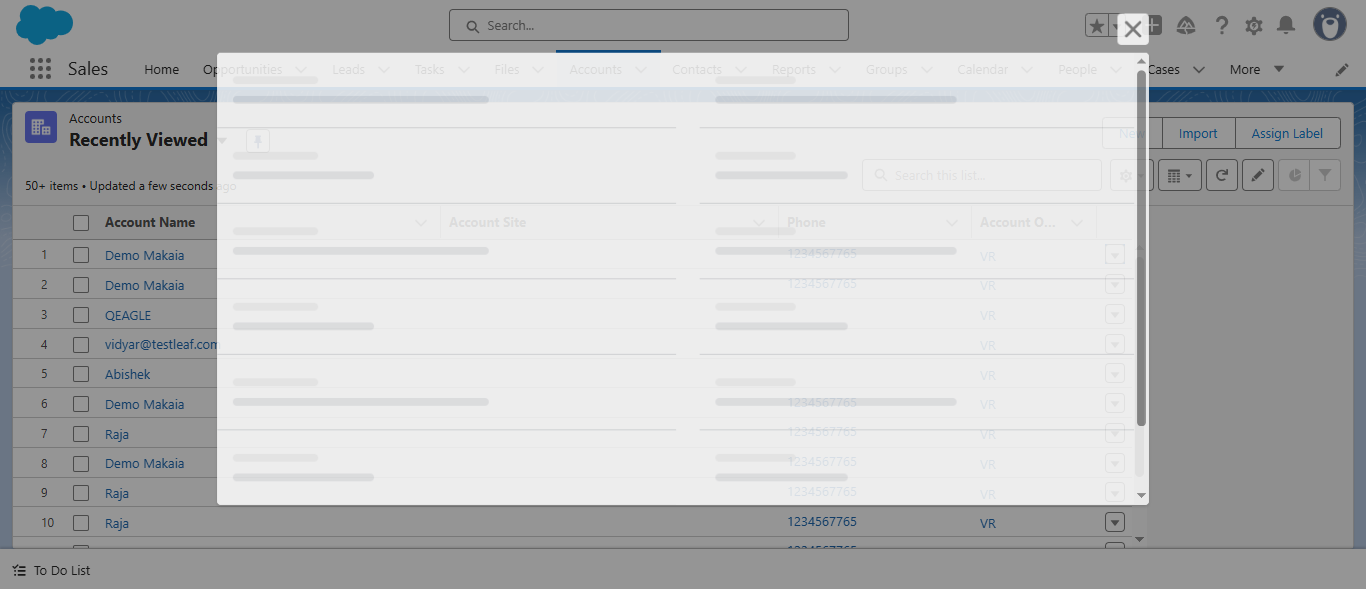 Search...
Sales Home Opportunities Leads Tasks Files Accounts Contacts Reports Groups Calendar People Cases More
Accounts
Recently Viewed
New Import Assign Label
50+ items • Updated a few seconds ago
Search this list...
Account Name Account Site Phone Account O...
1 Demo Makaia 1234567765 VR
2 Demo Makaia 1234567765 VR
3 QEAGLE VR
4 vidyar@testleaf.com VR
5 Abishek VR
6 Demo Makaia 1234567765 VR
7 Raja 1234567765 VR
8 Demo Makaia 1234567765 VR
9 Raja 1234567765 VR
10 Raja 1234567765 VR
To Do List